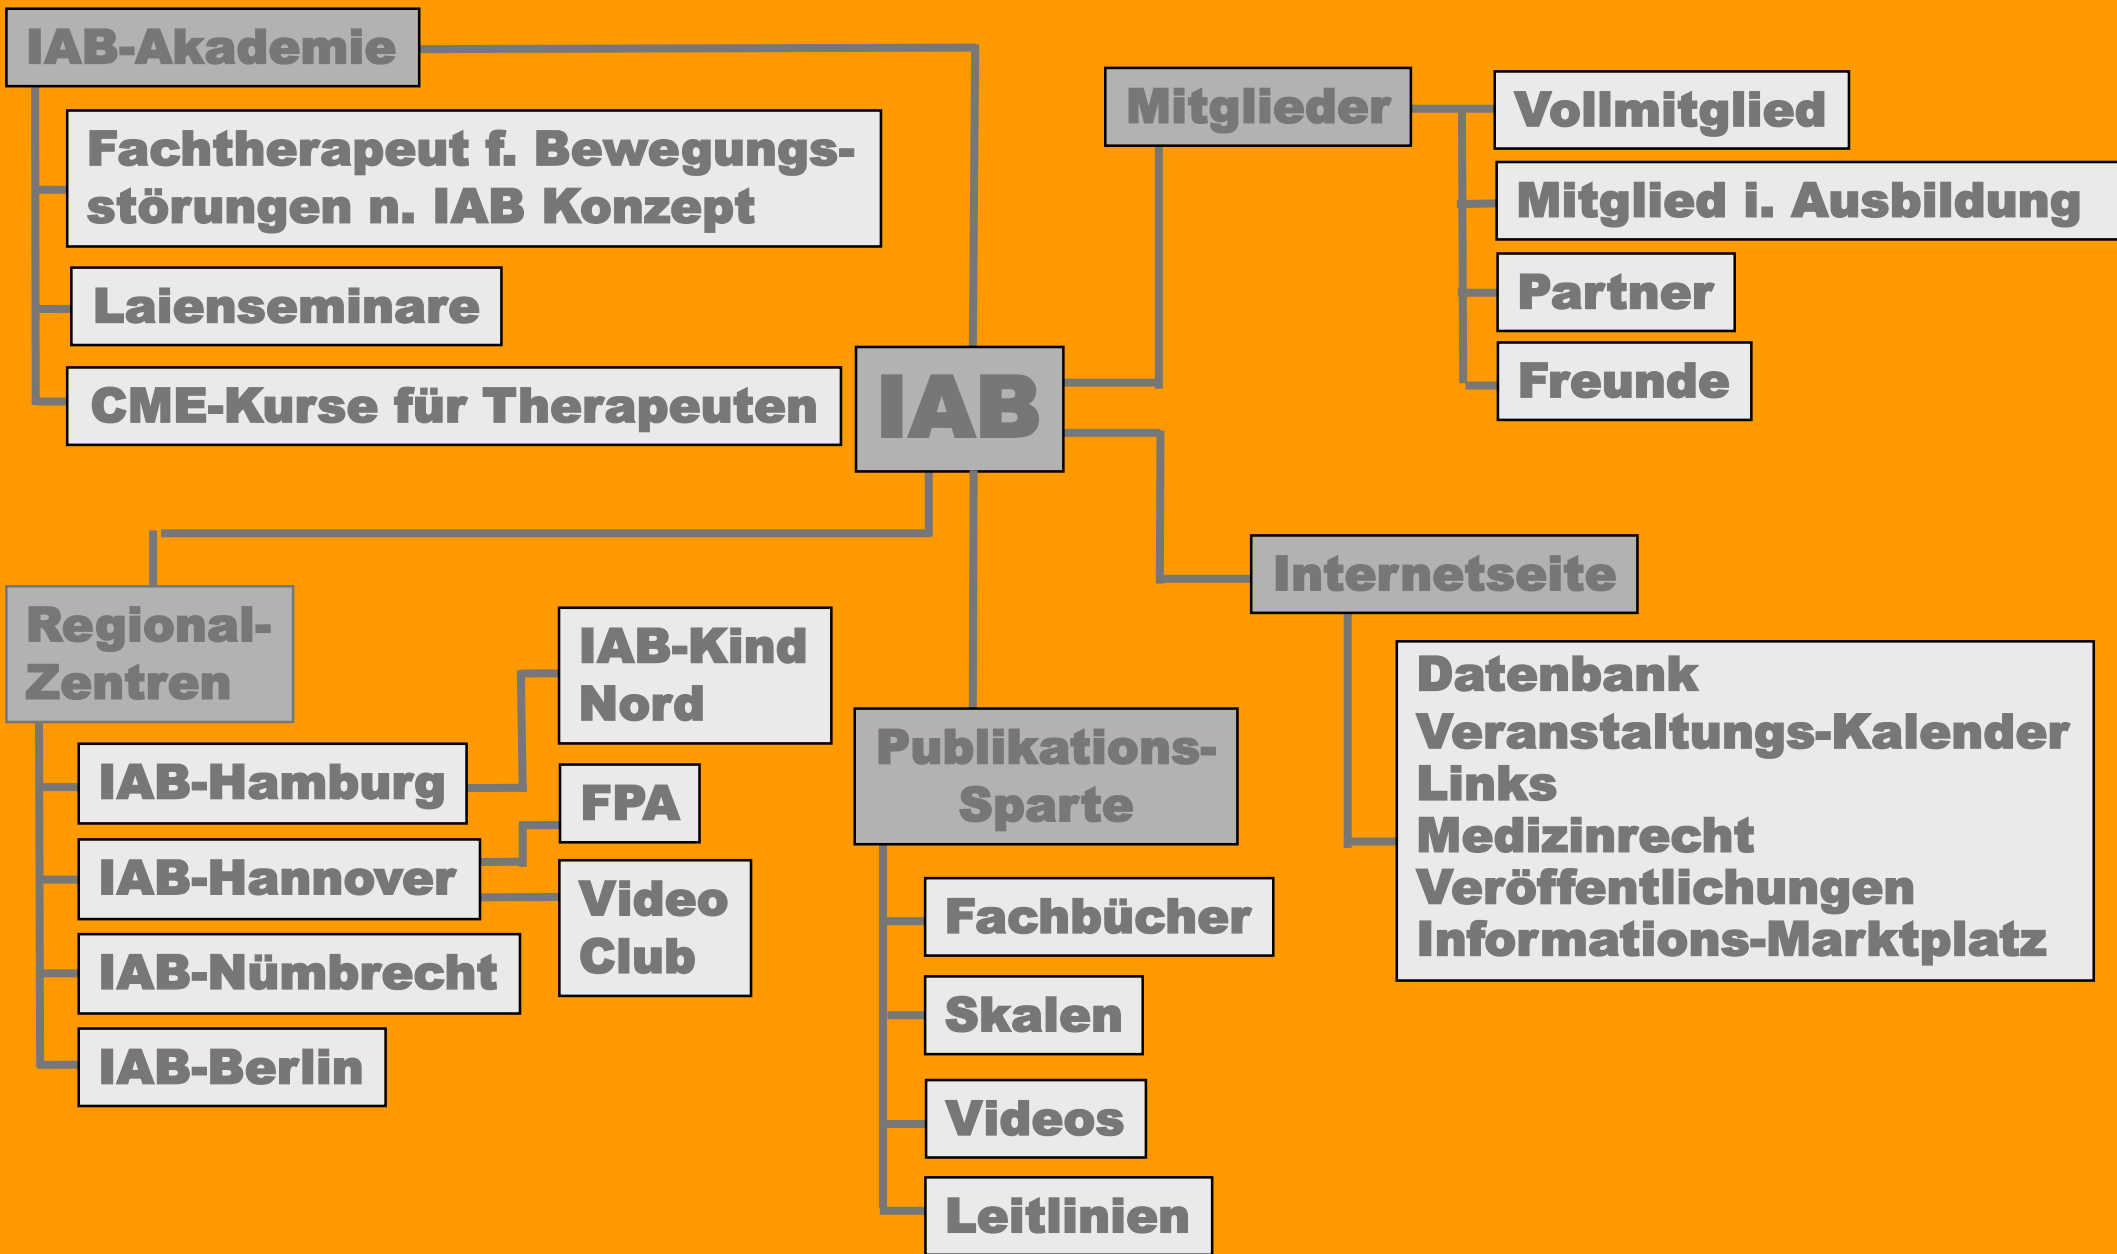 IAB-Akademie
Fachtherapeut f. Bewegungs-
störungen n. IAB Konzept
Laienseminare
CME-Kurse für Therapeuten
Mitglieder
Vollmitglied
Mitglied i. Ausbildung
Partner
Freunde
IAB
Internetseite
Datenbank
Veranstaltungs-Kalender
Links
Medizinrecht
Veröffentlichungen
Informations-Marktplatz
Regional-
Zentren
IAB-Hamburg
IAB-Hannover
IAB-Nümbrecht
IAB-Berlin
IAB-Kind
Nord
FPA
Video
Club
Publikations-
Sparte
Fachbücher
Skalen
Videos
Leitlinien